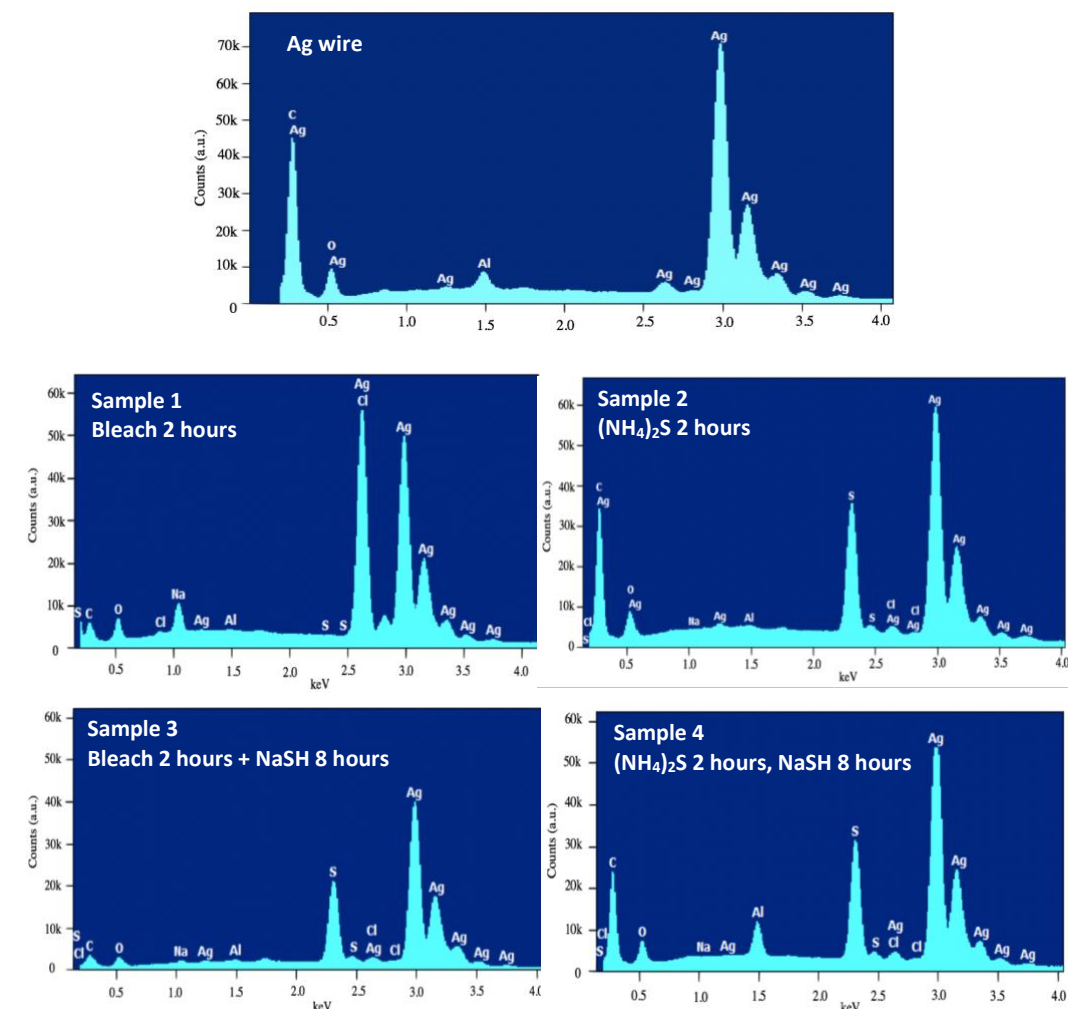 Ag wire
Counts (a.u.)
70k
60k
50k
40k
30k
20k
10k
0
C
Ag
O
Ag
Ag
Al
Ag
Ag
Ag
Ag
Ag
Ag
Ag
0.5 1.0 1.5 2.0 2.5 3.0 3.5 4.0
Sample 1
Bleach 2 hours
Counts (a.u.)
60k
50k
40k
30k
20k
10k
0
S C
O
Cl
Na
Ag
Al
S S
Ag
Cl
Ag
Ag
Ag
Ag
Ag
0.5 1.0 1.5 2.0 2.5 3.0 3.5 4.0
keV
Sample 2
(NH4)2S 2 hours
Counts (a.u.)
60k
50k
40k
30k
20k
10k
0
Cl
S
C
Ag
O
Ag
Na
Ag
Al
S
S
Cl
Ag
Cl
Ag
Ag
Ag
Ag
Ag
Ag
0.5 1.0 1.5 2.0 2.5 3.0 3.5 4.0
keV
Sample 3
Bleach 2 hours + NaSH 8 hours
Counts (a.u.)
60k
50k
40k
30k
20k
10k
0
S
Cl
C
O
Na
Ag
Al
S
S
Cl
Ag
Cl
Ag
Ag
Ag
Ag
Ag
0.5 1.0 1.5 2.0 2.5 3.0 3.5 4.0
keV
Sample 4
(NH4)2S 2 hours, NaSH 8 hours
Counts (a.u.)
60k
50k
40k
30k
20k
10k
0
Cl
S
C
O
Na
Ag
Al
S
S
Ag
Cl
Cl
Ag
Ag
Ag
Ag
Ag
0.5 1.0 1.5 2.0 2.5 3.0 3.5 4.0
keV